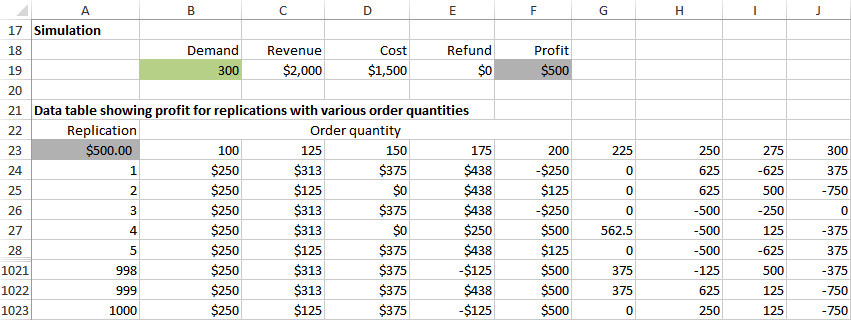 A B C D E F G H I J
17 Simulation
18 Demand Revenue Cost Refund Profit
19 300 $2,000 $1,500 $0 $500
20
21 Data table showing profit for replications with various order quantities
22 Replication Order quantity
23 $500.00 100 125 150 175 200 225 250 275 300
24 1 $250 $313 $375 $438 -$250 0 625 -625 375
25 2 $250 $125 $0 $438 $125 0 625 500 -750
26 3 $250 $313 $375 $438 -$250 0 -500 -250 0
27 4 $250 $313 $0 $250 $500 562.5 -500 125 -375
28 5 $250 $125 $375 $438 $125 0 -500 -625 375
1021 998 $250 $313 $375 -$125 $500 375 -125 500 -375
1022 999 $250 $313 $375 $438 $500 375 625 125 -750
1023 1000 $250 $125 $375 -$125 $500 0 250 125 -750